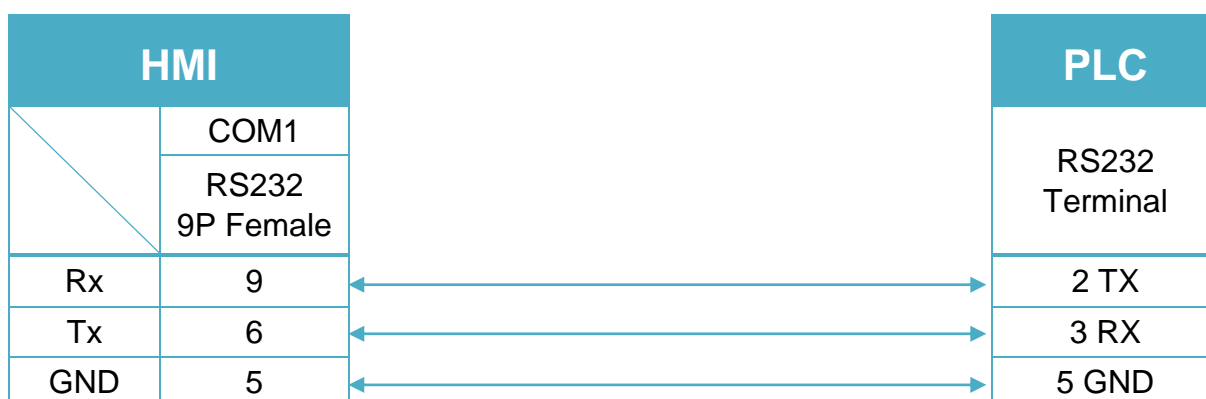 HMI
PLC
COM1
RS232
9P Female
RS232
Terminal
Rx 9 2 TX
Tx 6 3 RX
GND 5 5 GND